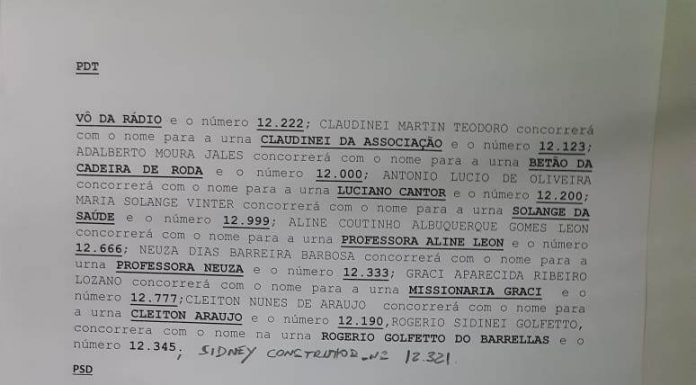 PDT
VÔ DA RÁDIO e o número 12.222; CLAUDINEI MARTIN TEODORO concorrerá
com o nome para a urna CLAUDINEI DA ASSOCIAÇÃO e o número 12.123;
ADALBERTO MOURA JALES concorrerá com o nome para a urna BETÃO DA
CADEIRA DE RODA e o número 12.000; ANTONIO LUCIO DE OLIVEIRA
concorrerá com o nome para a urna LUCIANO CANTOR e o número 12.200;
MARIA SOLANGE VINTER concorrerá com o nome para a urna SOLANGE DA
SAÚDE e o número 12.999; ALINE COUTINHO ALBUQUERQUE GOMES LEON
concorrerá com o nome para a urna PROFESSORA ALINE LEON e o número
12.666; NEUZA DIAS BARREIRA BARBOSA concorrerá com o nome para a
urna PROFESSORA NEUZA e o número 12.333; GRACI APARECIDA RIBEIRO
LOZANO concorrerá com o nome para a urna MISSIONARIA GRACI e o
número 12.777;CLEITON NUNES DE ARAUJO concorrerá com o nome para
a urna CLEITON ARAUJO e o número 12.190,ROGERIO SIDINEI GOLFETTO,
concorrera com o nome na urna ROGERIO GOLFETTO DO BARRELLAS e o
número 12.345; SIDNEY CONSTRUTOR _ Nº 12.321.
PSD